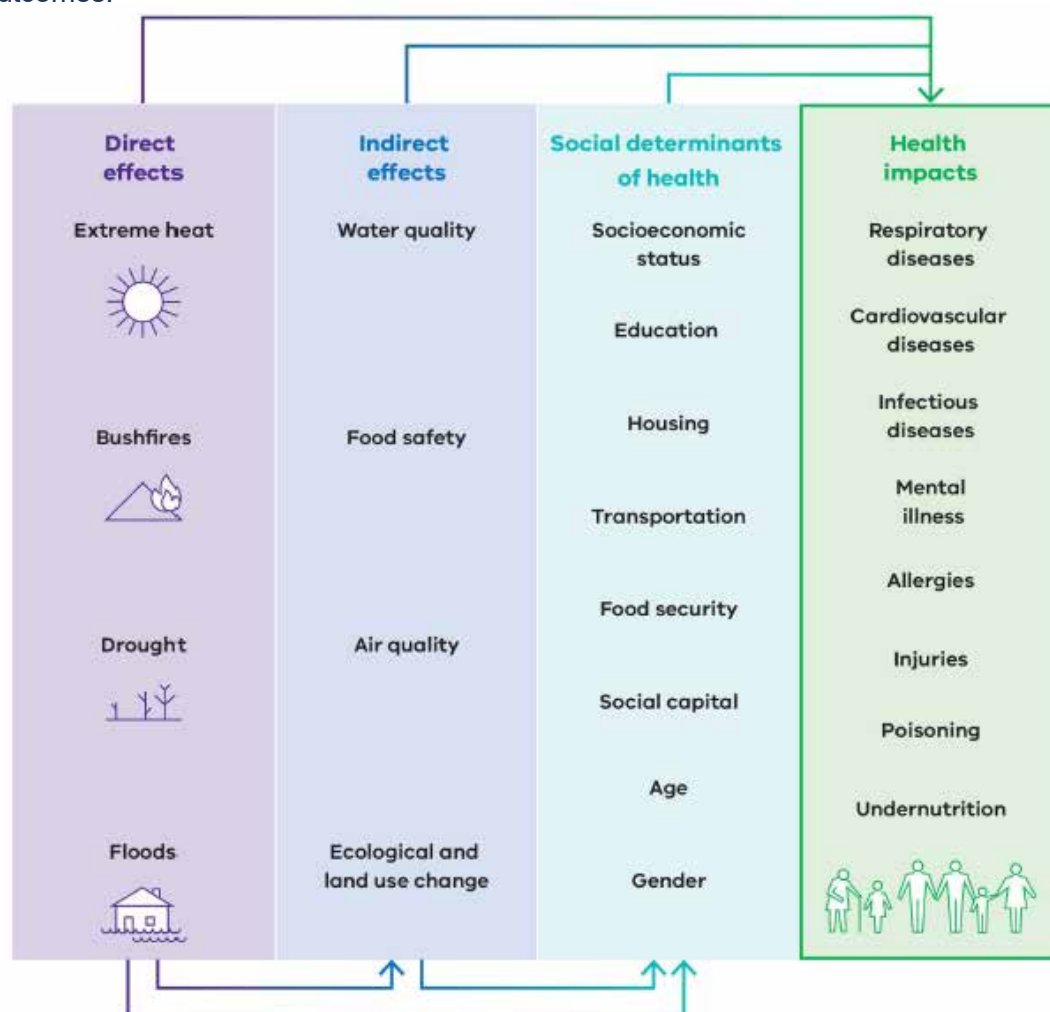 Direct
effects
Extreme heat
Bushfires
Drought
Floods
Indirect
effects
Water quality
Food safety
Air quality
Ecological and
land use change
Social determinants
of health
Socioeconomic
status
Education
Housing
Transportation
Food security
Social capital
Age
Gender
Health
impacts
Respiratory
diseases
Cardiovascular
diseases
Infectious
diseases
Mental
illness
Allergies
Injuries
Poisoning
Undernutrition